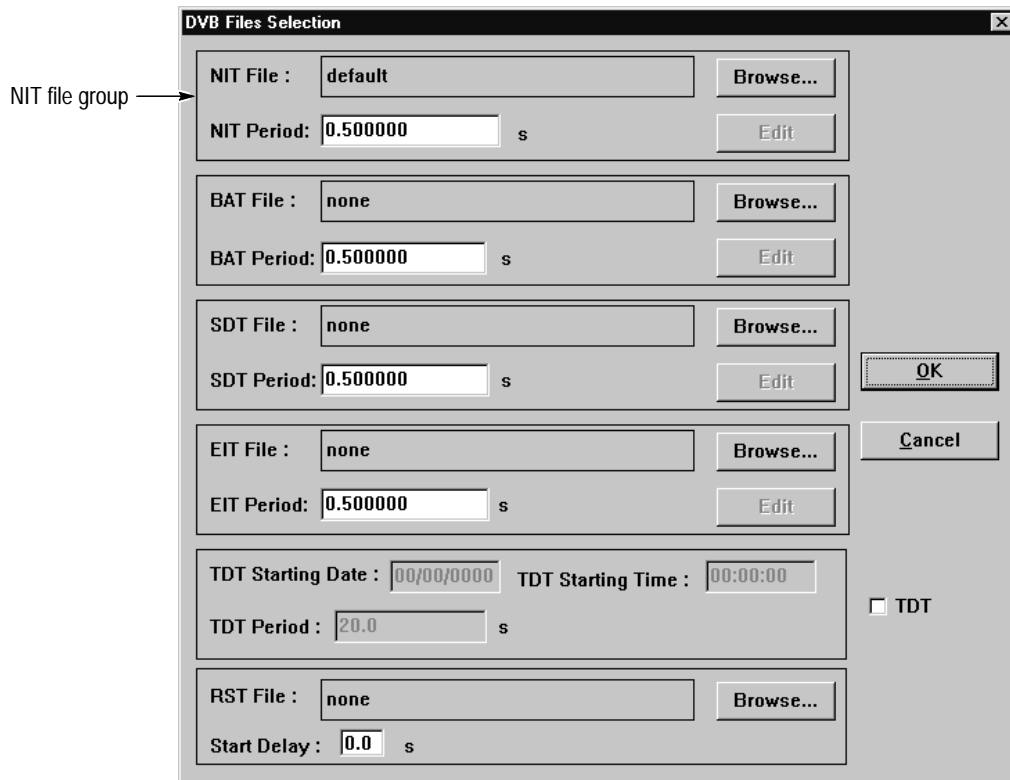 DVB Files Selection
NIT file group
NIT File : default Browse...
NIT Period: 0.500000 s Edit
BAT File : none Browse...
BAT Period: 0.500000 s Edit
SDT File : none Browse...
SDT Period: 0.500000 s Edit
OK
EIT File : none Browse...
Cancel
EIT Period: 0.500000 s Edit
TDT Starting Date : 00/00/0000 TDT Starting Time : 00:00:00
TDT
TDT Period : 20.0 s
RST File : none Browse...
Start Delay : 0.0 s